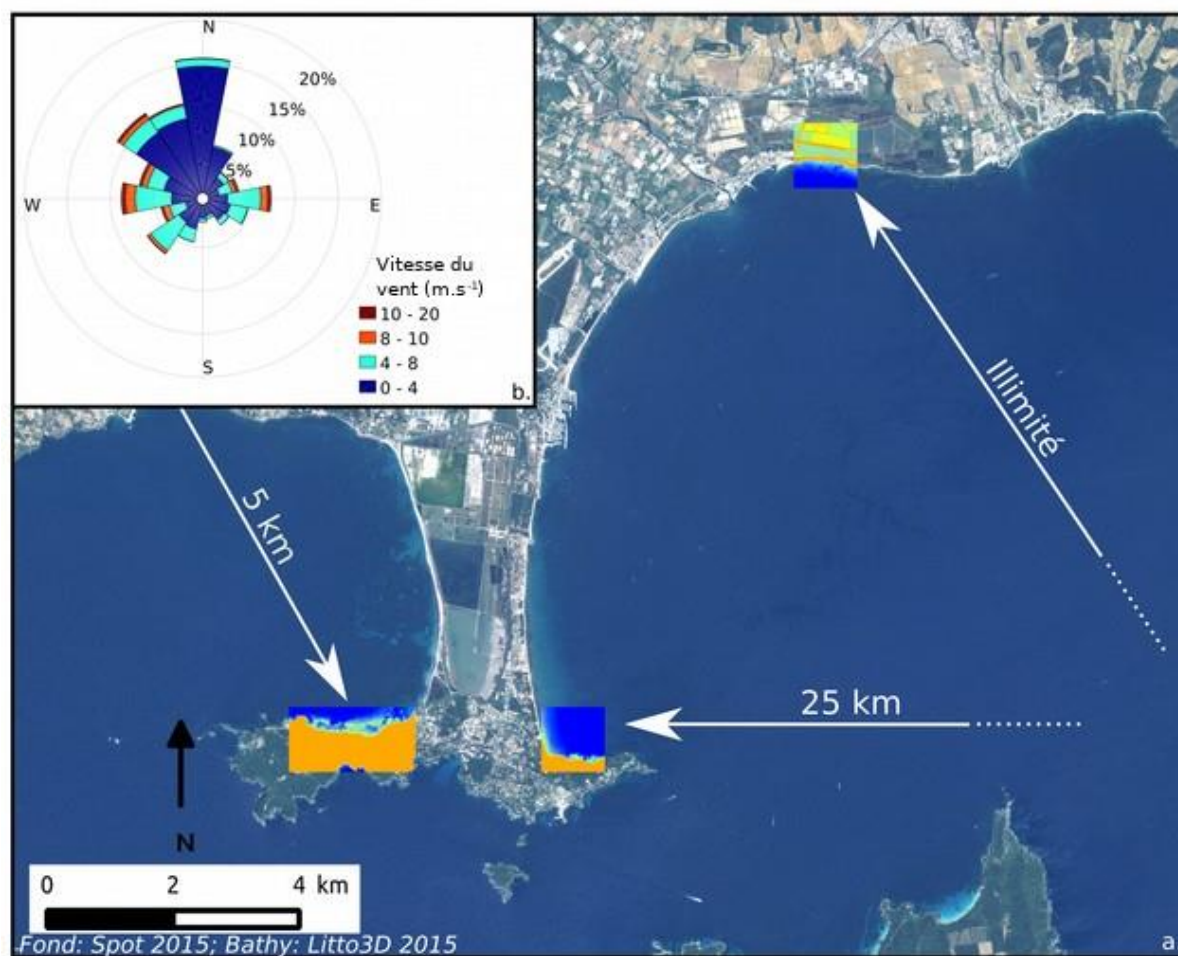 N
20%
15%
10%
5%
W
E
S
Vitesse du
vent (m.s⁻¹)
10 - 20
8 - 10
4 - 8
0 - 4
b.
Illimité
5 km
25 km
N
0 2 4 km
Fond: Spot 2015; Bathy: Litto3D 2015
a